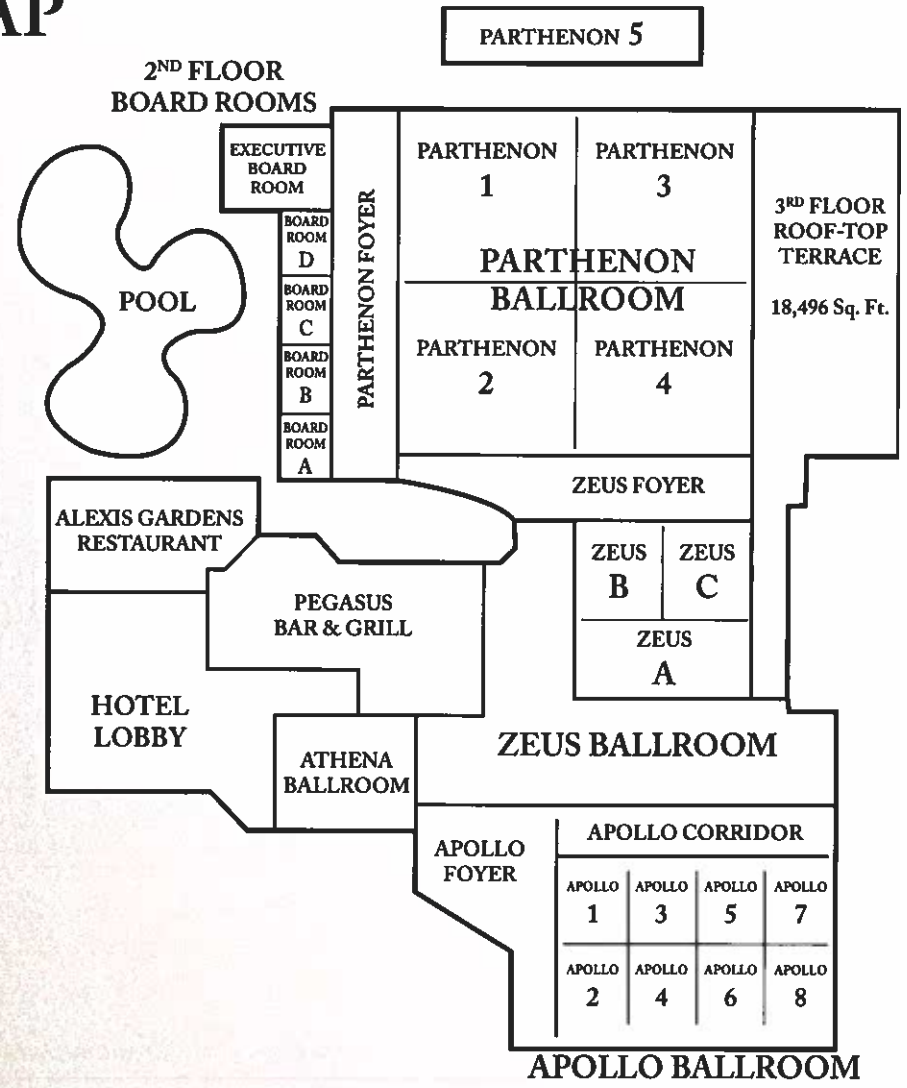 AP
PARTHENON 5
2ND FLOOR
BOARD ROOMS
EXECUTIVE
BOARD
ROOM
BOARD
ROOM
D
BOARD
ROOM
C
BOARD
ROOM
B
BOARD
ROOM
A
POOL
PARTHENON FOYER
PARTHENON
1
PARTHENON
3
PARTHENON
BALLROOM
PARTHENON
2
PARTHENON
4
3RD FLOOR
ROOF-TOP
TERRACE
18,496 Sq. Ft.
ZEUS FOYER
ALEXIS GARDENS
RESTAURANT
PEGASUS
BAR & GRILL
ZEUS
B
ZEUS
C
ZEUS
A
HOTEL
LOBBY
ATHENA
BALLROOM
ZEUS BALLROOM
APOLLO
FOYER
APOLLO CORRIDOR
APOLLO
1
APOLLO
3
APOLLO
5
APOLLO
7
APOLLO
2
APOLLO
4
APOLLO
6
APOLLO
8
APOLLO BALLROOM